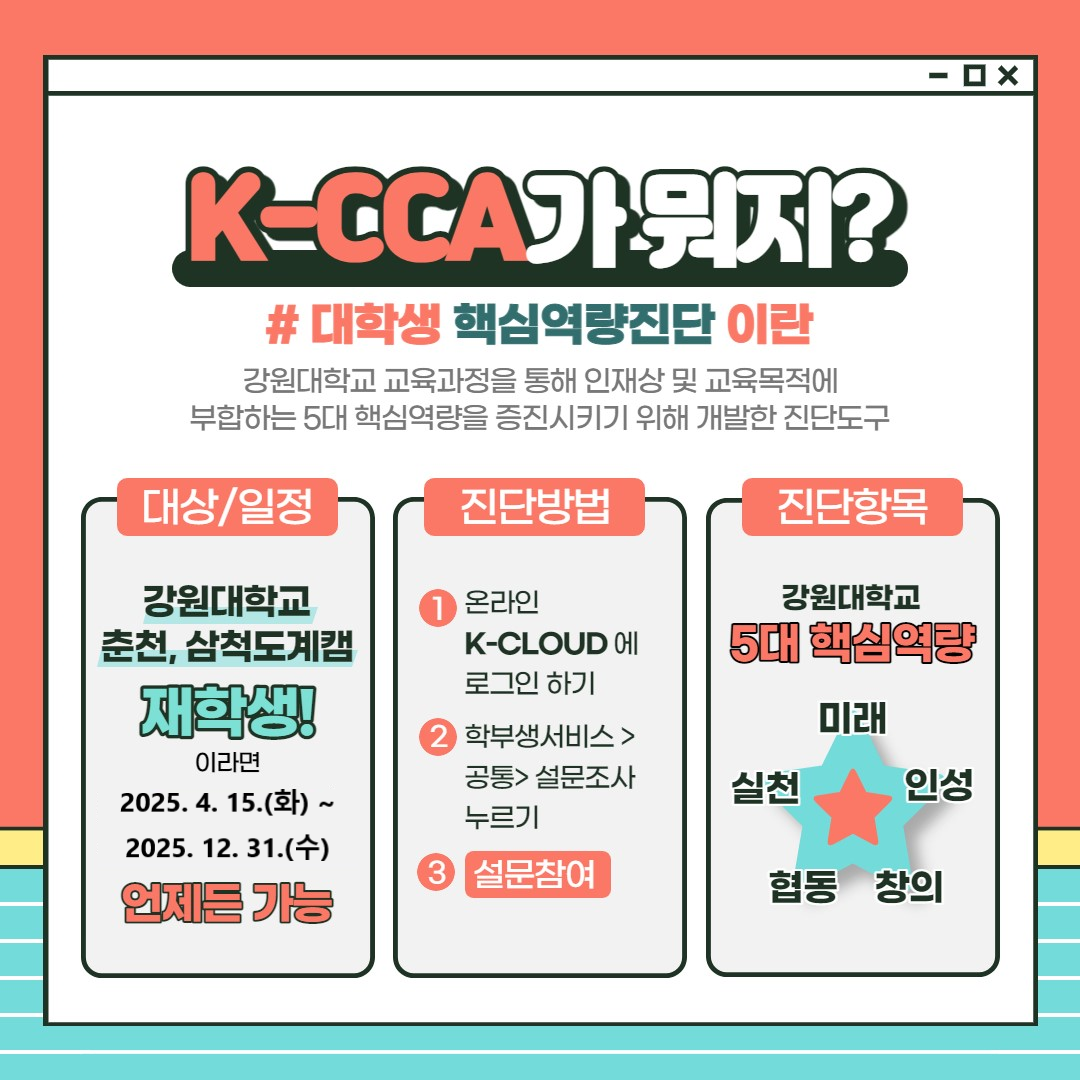 K-CCA가 뭐지?
# 대학생 핵심역량진단 이란
강원대학교 교육과정을 통해 인재상 및 교육목적에
부합하는 5대 핵심역량을 증진시키기 위해 개발한 진단도구
대상/일정
강원대학교
춘천, 삼척도계캠
재학생!
이라면
2025. 4. 15.(화) ~
2025. 12. 31.(수)
언제든 가능
진단방법
1 온라인
K-CLOUD 에
로그인 하기
2 학부생서비스 >
공통> 설문조사
누르기
3 설문참여
진단항목
강원대학교
5대 핵심역량
미래
실천 인성
협동 창의